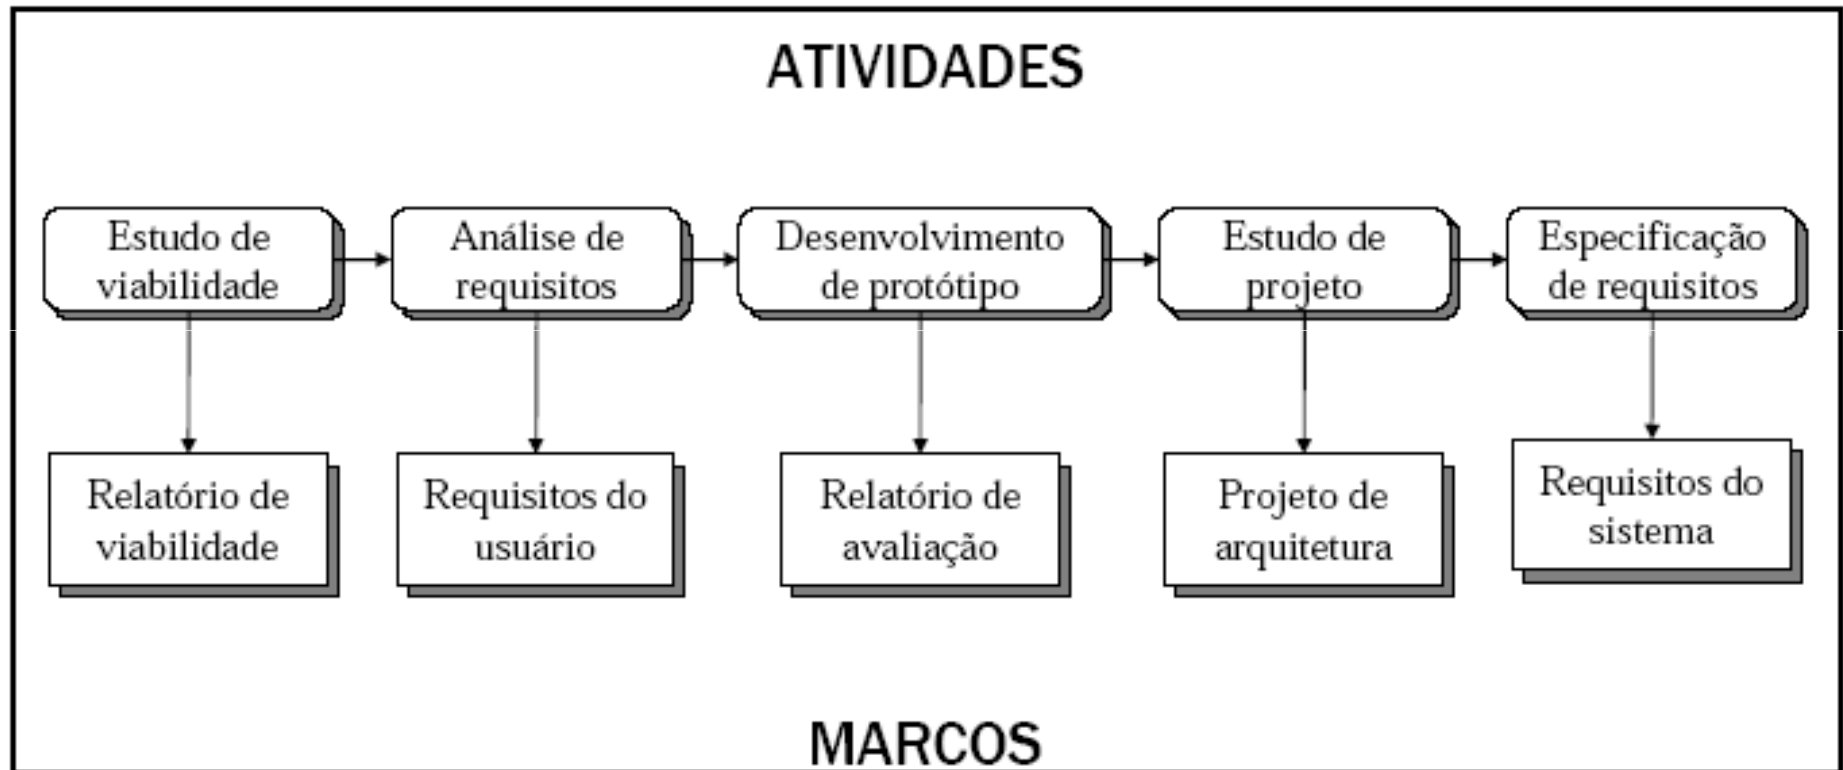 ATIVIDADES
Estudo de
viabilidade
Análise de
requisitos
Desenvolvimento
de protótipo
Estudo de
projeto
Especificação
de requisitos
Relatório de
viabilidade
Requisitos do
usuário
Relatório de
avaliação
Projeto de
arquitetura
Requisitos do
sistema
MARCOS